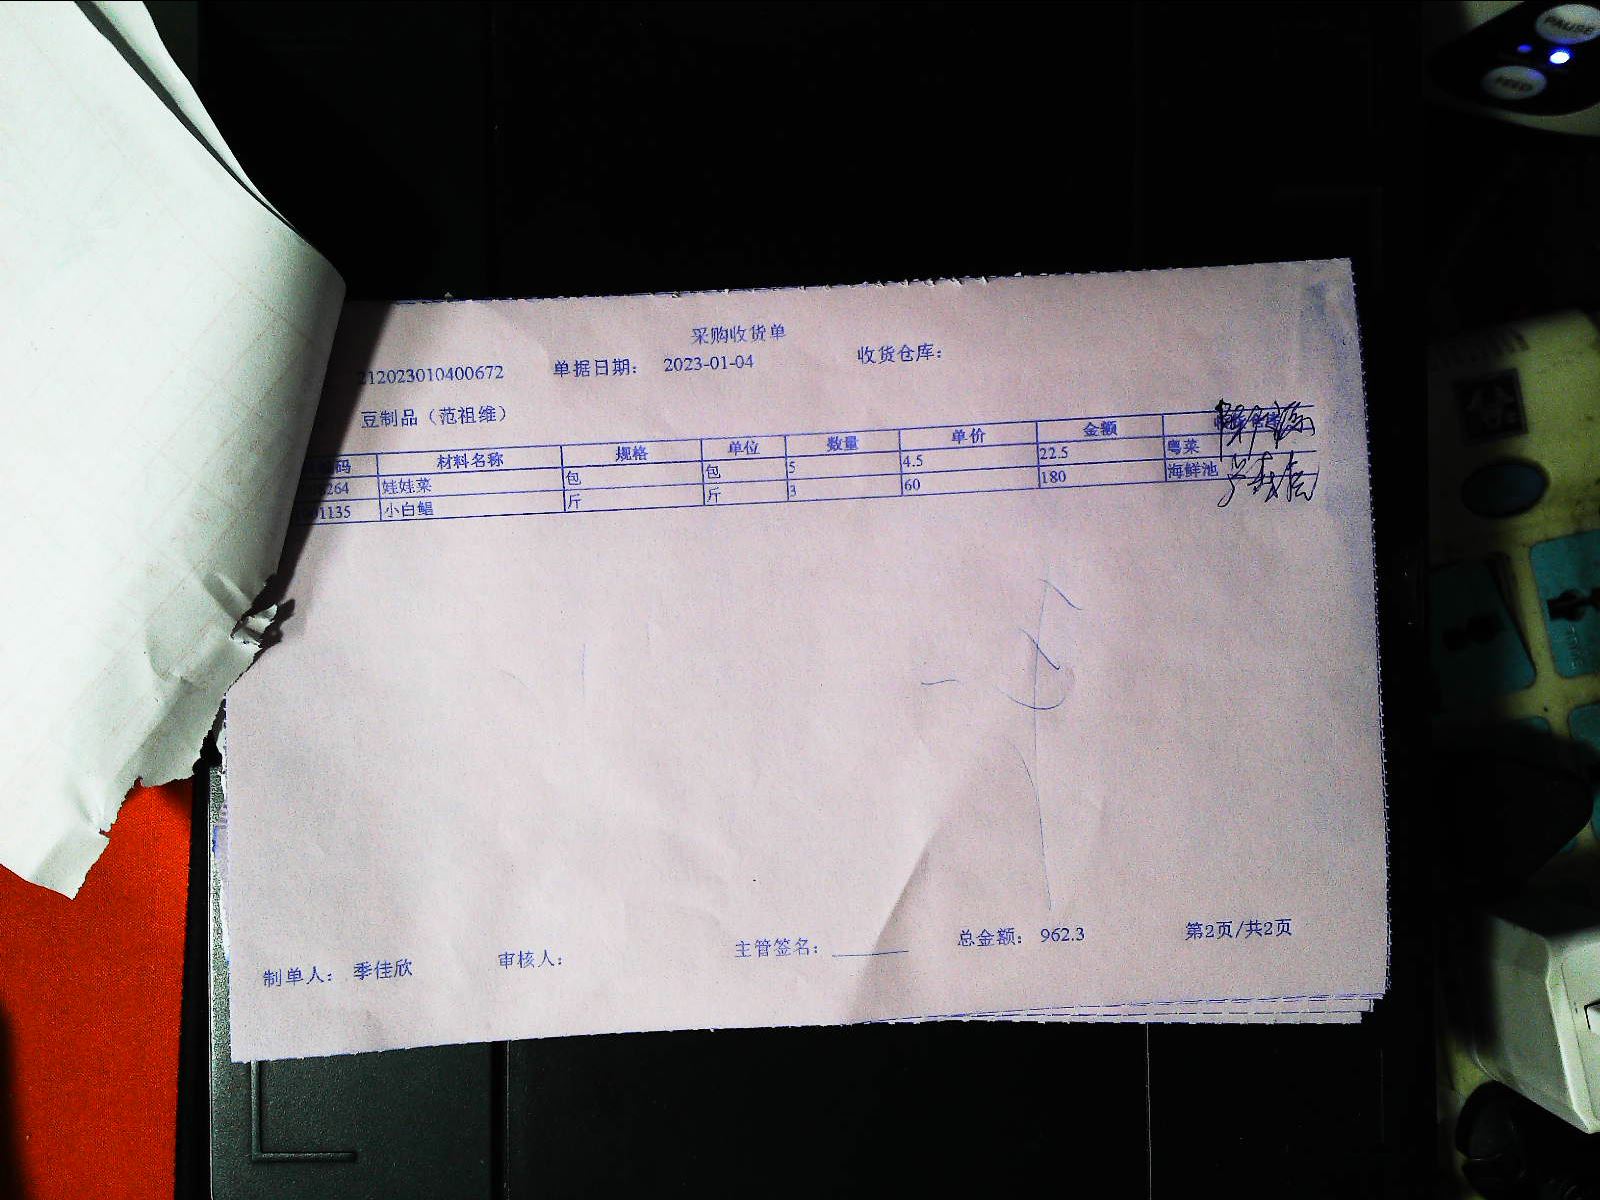 采购收货单
212023010400672 单据日期： 2023-01-04 收货仓库：
豆制品（范祖维）
码 材料名称 规格 单位 数量 单价 金额
264 娃娃菜 包 包 5 4.5 22.5 粤菜
01135 小白鲳 斤 斤 3 60 180 海鲜池
制单人： 季佳欣 审核人： 主管签名： 总金额： 962.3 第2页/共2页
PAUSE
FEED